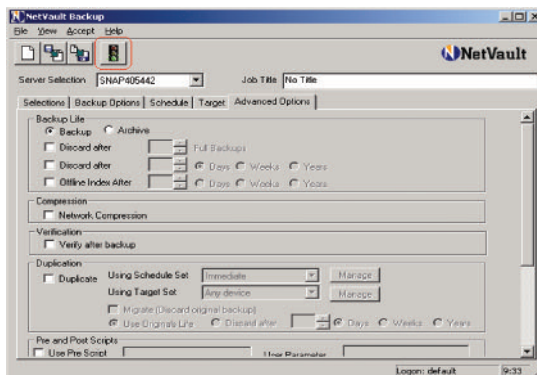 NetVault Backup
File View Accept Help
NetVault
Server Selection SNAP405442 Job Title No Title
Selections Backup Options Schedule Target Advanced Options
Backup Life
Backup Archive
Discard after Full Backups
Discard after Days Weeks Years
Offline Index After Days Weeks Years
Compression
Network Compression
Verification
Verify after backup
Duplication
Duplicate Using Schedule Set Immediate Manage
Using Target Set Any device Manage
Migrate (Discard original backup)
Use Originals Life Discard after Days Weeks Years
Pre and Post Scripts
Use Pre Script User Parameter
Logon: default 9:33